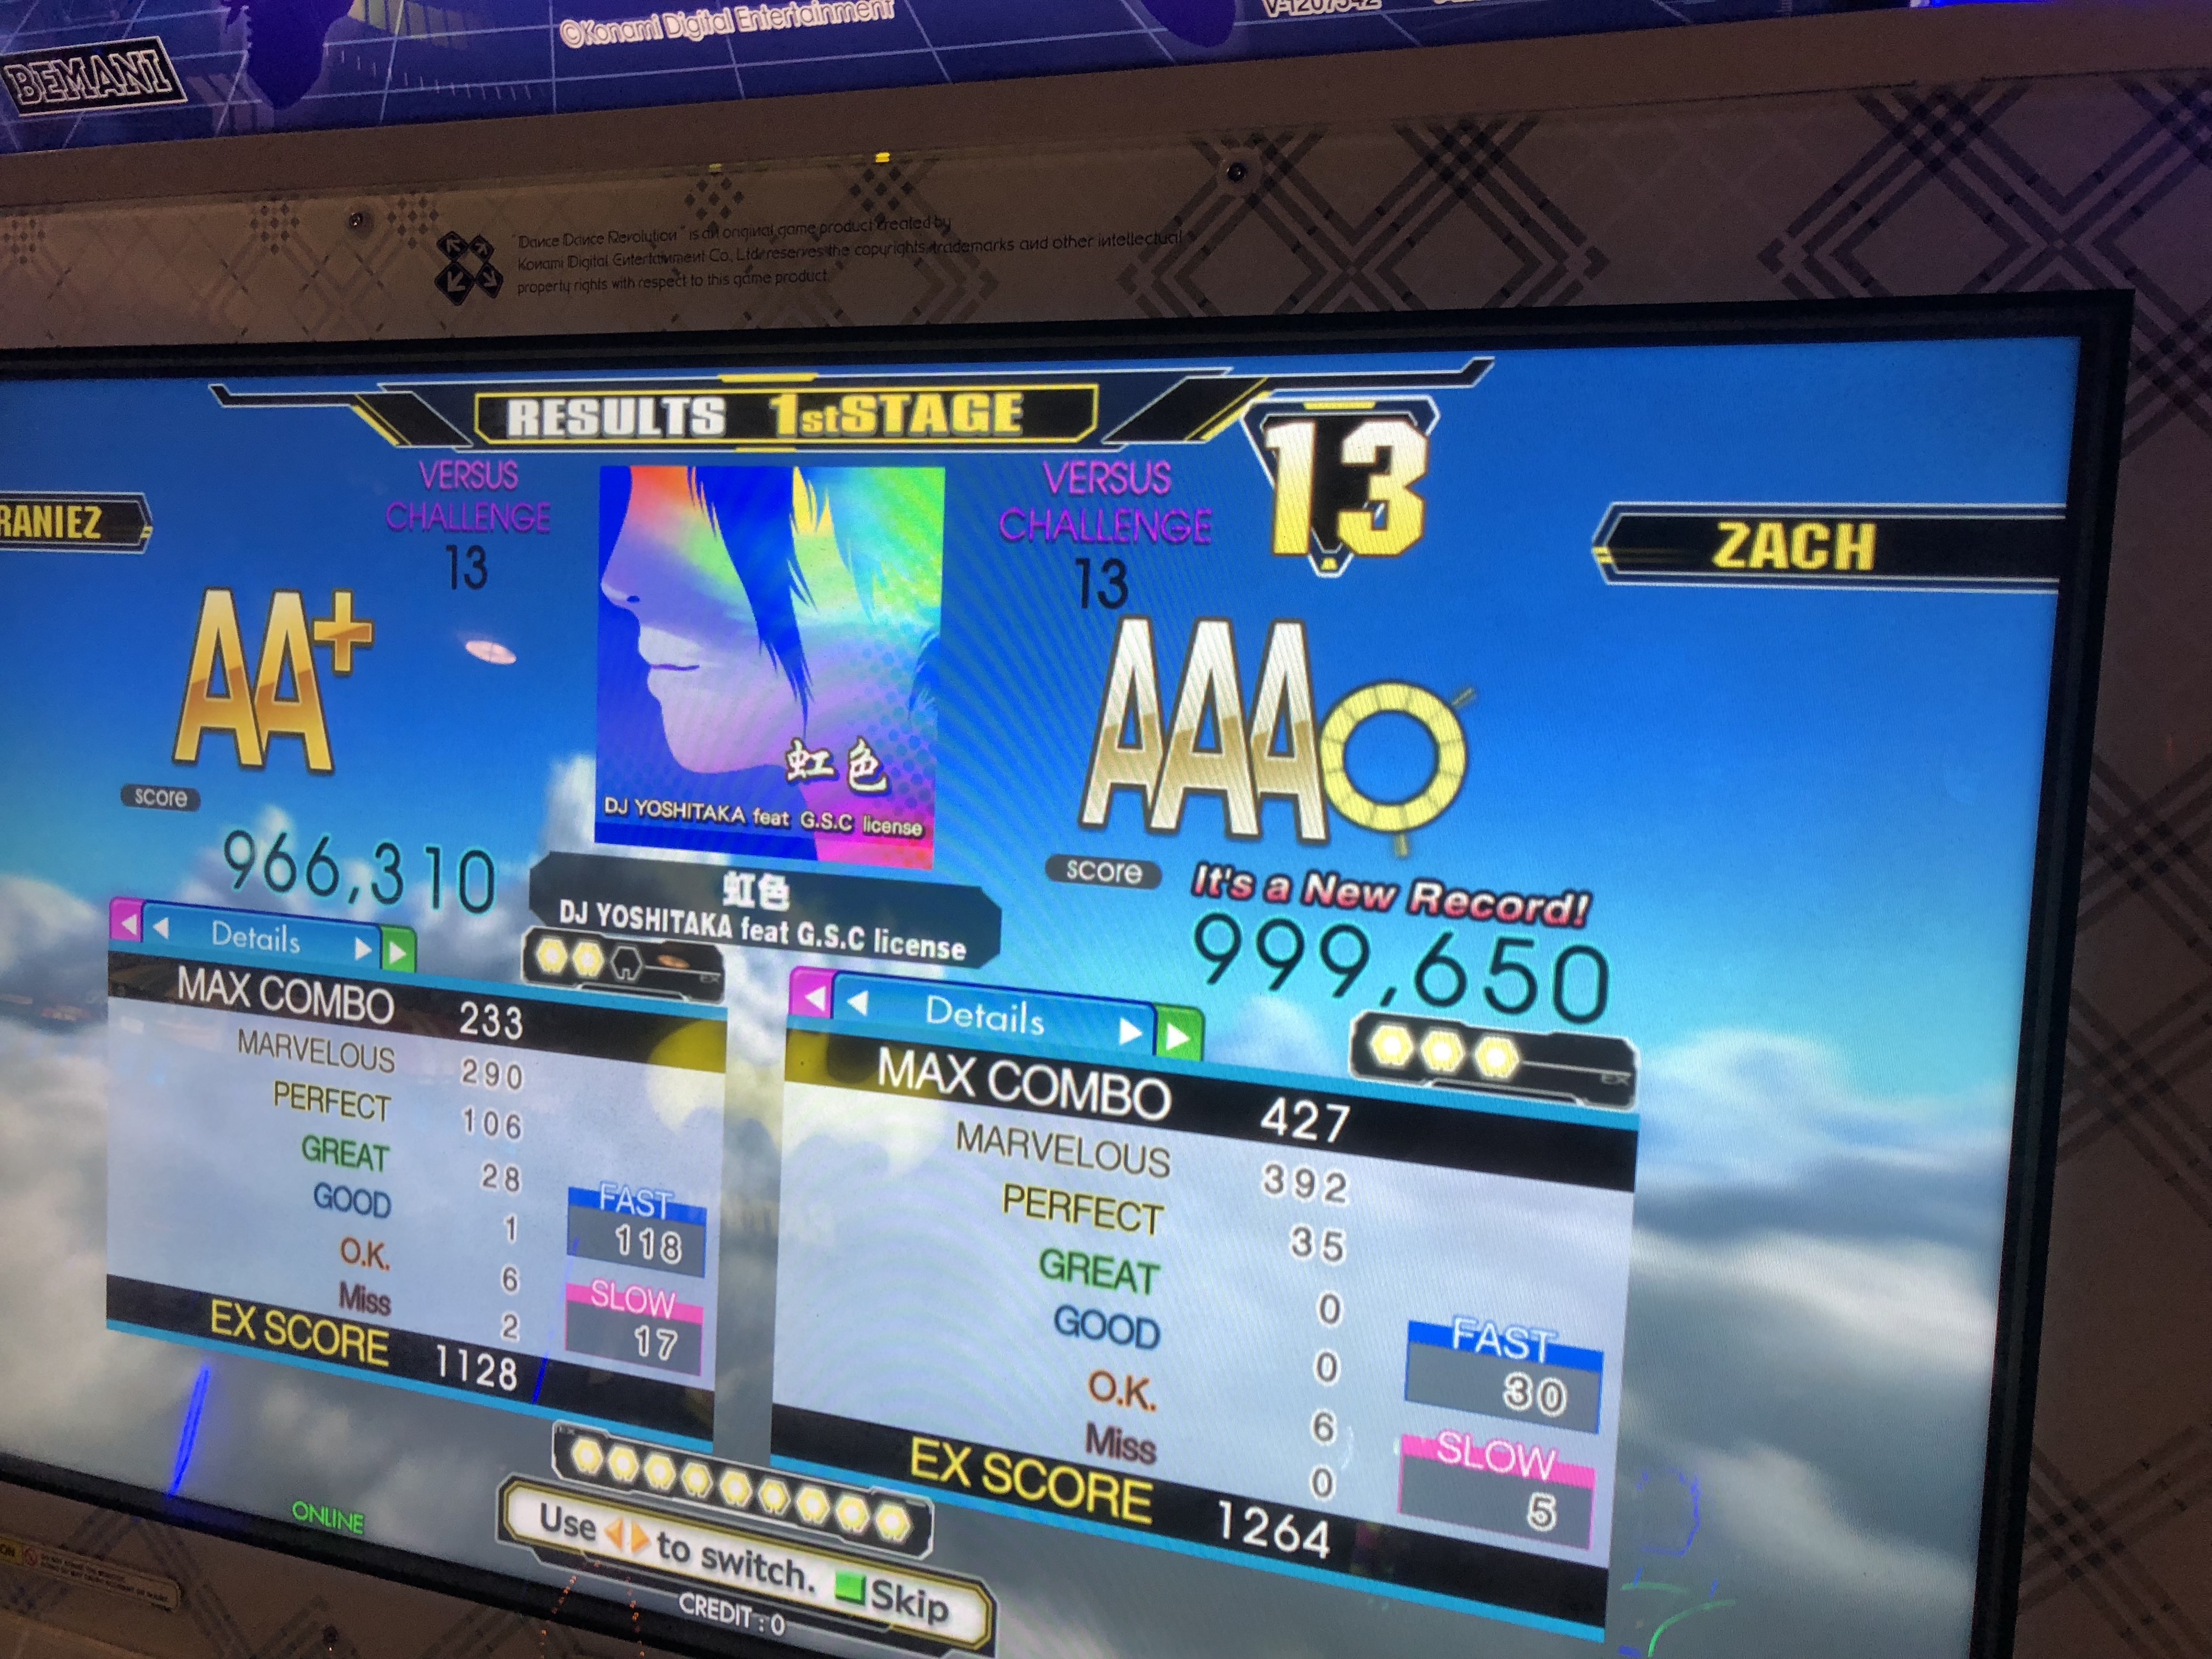 ©Konami Digital Entertainment
BEMANI
"Dance Dance Revolution" is an original game product created by
Konami Digital Entertainment Co., Ltd. reserves the copyrights, trademarks and other intellectual
property rights with respect to this game product.
RESULTS 1stSTAGE
13
VERSUS
CHALLENGE
13
VERSUS
CHALLENGE
13
RANIEZ
ZACH
AA+
AAA
虹色
DJ YOSHITAKA feat G.S.C license
score
966,310
score
It's a New Record!
999,650
虹色
DJ YOSHITAKA feat G.S.C license
Details
MAX COMBO 233
MARVELOUS 290
PERFECT 106
GREAT 28
GOOD 1
O.K. 6
Miss 2
EX SCORE 1128
FAST
118
SLOW
17
Details
EX
MAX COMBO 427
MARVELOUS 392
PERFECT 35
GREAT 0
GOOD 0
O.K. 6
Miss 0
EX SCORE 1264
FAST
30
SLOW
5
ONLINE
Use to switch. Skip
CREDIT : 0